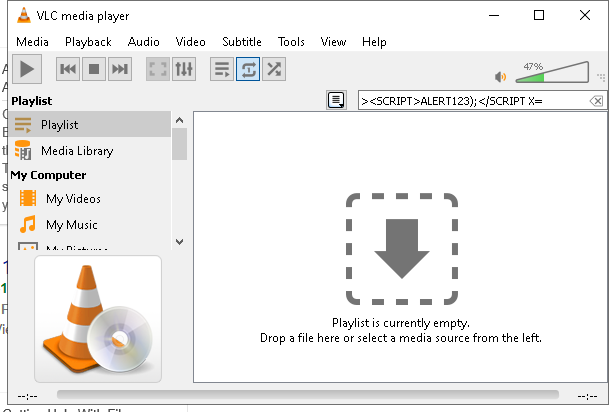 VLC media player
Media Playback Audio Video Subtitle Tools View Help
47%
Playlist
><SCRIPT>ALERT123);</SCRIPT X=
Playlist
Media Library
My Computer
My Videos
My Music
My Pictures
Playlist is currently empty.
Drop a file here or select a media source from the left.
--:-- --:--